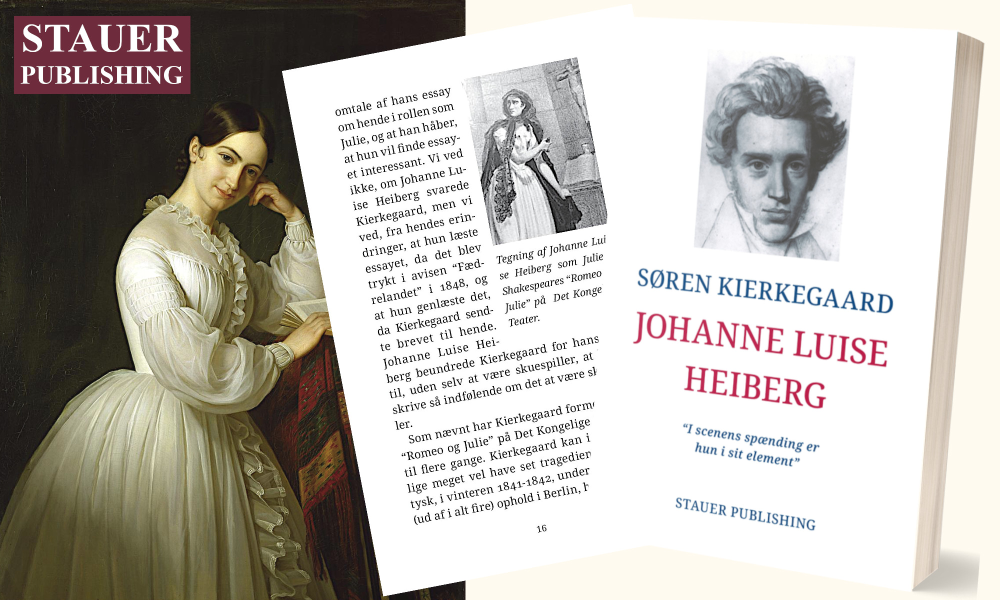 STAUER
PUBLISHING
omtale af hans essay
om hende i rollen som
Julie, og at han håber,
at hun vil finde essay-
et interessant. Vi ved
ikke, om Johanne Lu-
ise Heiberg svarede
Kierkegaard, men vi
ved, fra hendes erin-
dringer, at hun læste
essayet, da det blev
trykt i avisen “Fæd-
relandet” i 1848, og
at hun genlæste det,
da Kierkegaard send-
te brevet til hende.
Johanne Luise Hei-
berg beundrede Kierkegaard for hans
til, uden selv at være skuespiller, at
skrive så indfølende om det at være sk
ler.
Som nævnt har Kierkegaard
“Romeo og Julie” på Det Kongelige
til flere gange. Kierkegaard kan i
lige meget vel have set tragedien
tysk, i vinteren 1841-1842, under
(ud af i alt fire) ophold i Berlin,
16
Tegning af Johanne Lui
se Heiberg som Julie
Shakespeares “Romeo
Julie” på Det Konge
Teater.
SØREN KIERKEGAARD
JOHANNE LUISE
HEIBERG
“I scenens spænding er
hun i sit element”
STAUER PUBLISHING